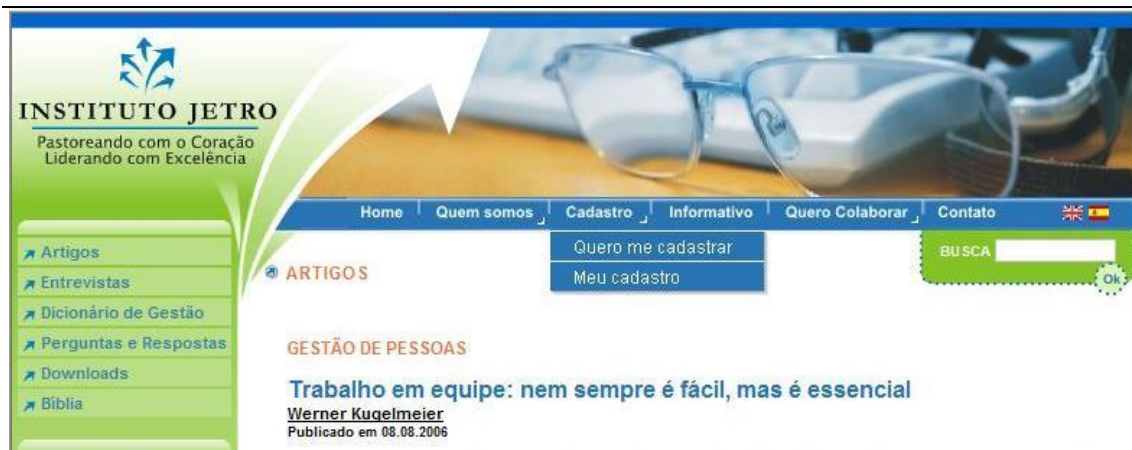 INSTITUTO JETRO
Pastoreando com o Coração
Liderando com Excelência
Home Quem somos Cadastro Informativo Quero Colaborar Contato
Quero me cadastrar
Meu cadastro
BUSCA
Ok
Artigos
Entrevistas
Dicionário de Gestão
Perguntas e Respostas
Downloads
Bíblia
ARTIGOS
GESTÃO DE PESSOAS
Trabalho em equipe: nem sempre é fácil, mas é essencial
Werner Kugelmeier
Publicado em 08.08.2006